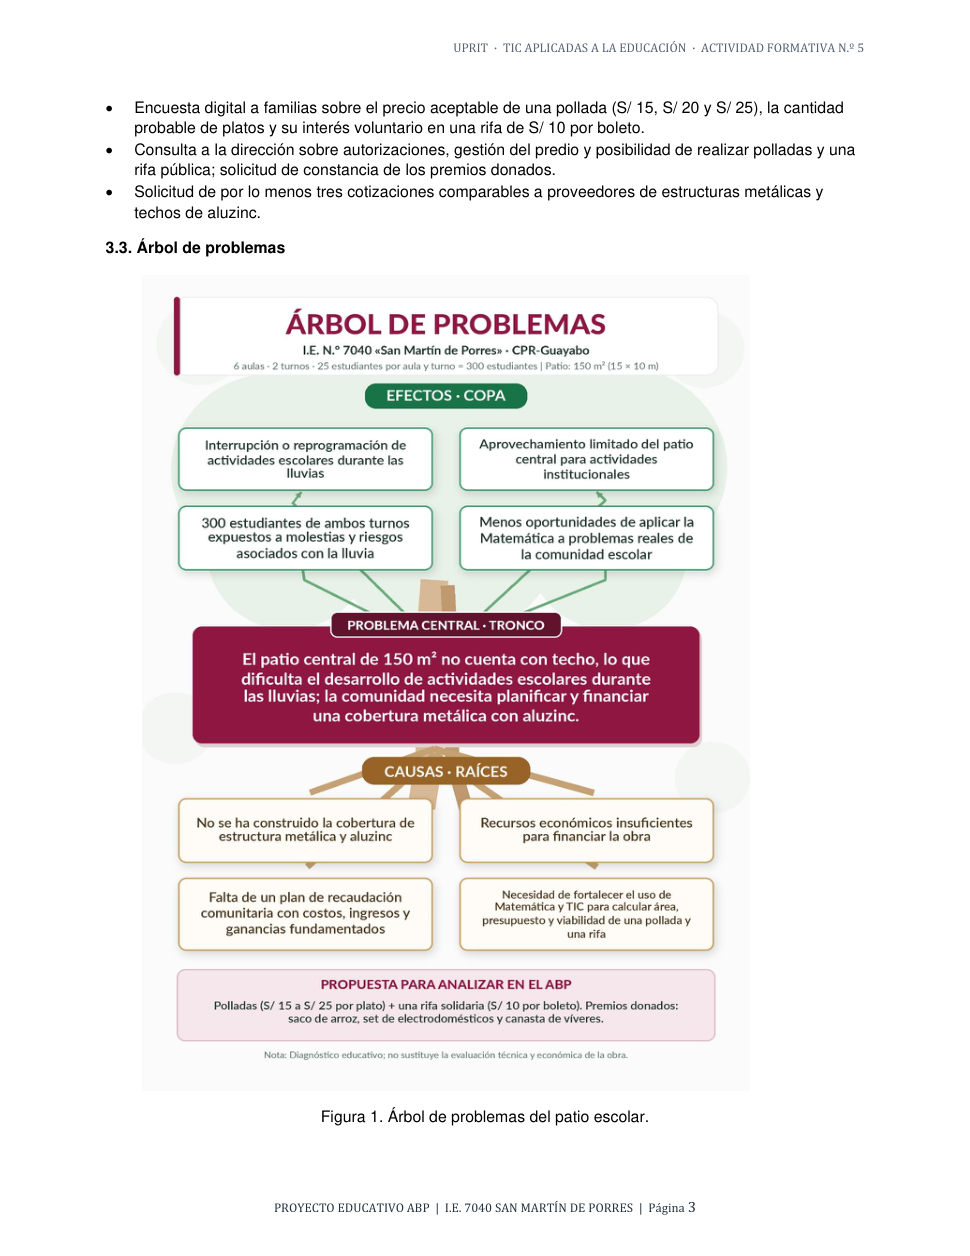 UPRIT · TIC APLICADAS A LA EDUCACIÓN · ACTIVIDAD FORMATIVA N.º 5
• Encuesta digital a familias sobre el precio aceptable de una pollada (S/ 15, S/ 20 y S/ 25), la cantidad
probable de platos y su interés voluntario en una rifa de S/ 10 por boleto.
• Consulta a la dirección sobre autorizaciones, gestión del predio y posibilidad de realizar polladas y una
rifa pública; solicitud de constancia de los premios donados.
• Solicitud de por lo menos tres cotizaciones comparables a proveedores de estructuras metálicas y
techos de aluzinc.
3.3. Árbol de problemas
ÁRBOL DE PROBLEMAS
I.E. N.° 7040 «San Martín de Porres» · CPR-Guayabo
6 aulas · 2 turnos · 25 estudiantes por aula y turno = 300 estudiantes | Patio: 150 m² (15 × 10 m)
EFECTOS · COPA
Interrupción o reprogramación de
actividades escolares durante las
lluvias
Aprovechamiento limitado del patio
central para actividades
institucionales
300 estudiantes de ambos turnos
expuestos a molestias y riesgos
asociados con la lluvia
Menos oportunidades de aplicar la
Matemática a problemas reales de
la comunidad escolar
PROBLEMA CENTRAL · TRONCO
El patio central de 150 m² no cuenta con techo, lo que
dificulta el desarrollo de actividades escolares durante
las lluvias; la comunidad necesita planificar y financiar
una cobertura metálica con aluzinc.
CAUSAS · RAÍCES
No se ha construido la cobertura de
estructura metálica y aluzinc
Recursos económicos insuficientes
para financiar la obra
Falta de un plan de recaudación
comunitaria con costos, ingresos y
ganancias fundamentados
Necesidad de fortalecer el uso de
Matemática y TIC para calcular área,
presupuesto y viabilidad de una pollada y
una rifa
PROPUESTA PARA ANALIZAR EN EL ABP
Polladas (S/ 15 a S/ 25 por plato) + una rifa solidaria (S/ 10 por boleto). Premios donados:
saco de arroz, set de electrodomésticos y canasta de víveres.
Nota: Diagnóstico educativo; no sustituye la evaluación técnica y económica de la obra.
Figura 1. Árbol de problemas del patio escolar.
PROYECTO EDUCATIVO ABP | I.E. 7040 SAN MARTÍN DE PORRES | Página 3